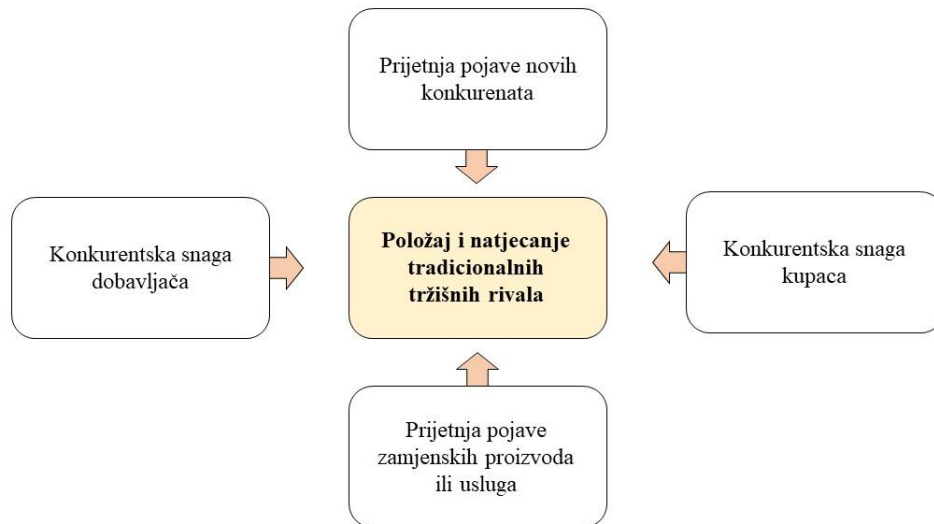 Prijetnja pojave novih
konkurenata
Konkurentska snaga
dobavljača
Položaj i natjecanje
tradicionalnih
tržišnih rivala
Konkurentska snaga
kupaca
Prijetnja pojave
zamjenskih proizvoda
ili usluga